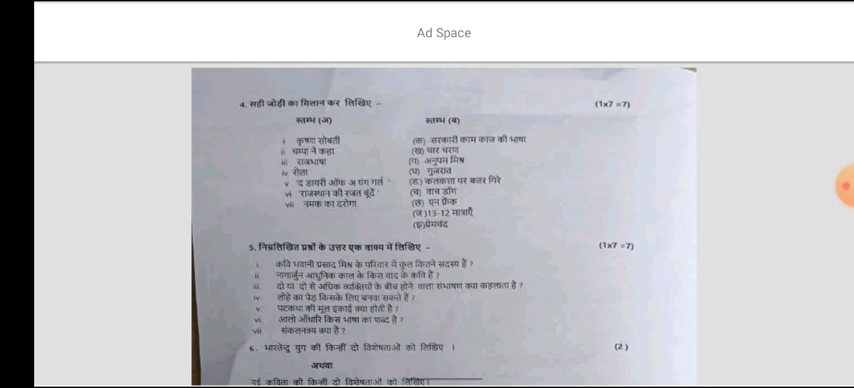 Ad Space
4. सही जोड़ी का मिलान कर लिखिए - (1x7 =7)
स्तम्भ (अ) स्तम्भ (ब)
i कृष्णा सोबती (क) सरकारी काम काज की भाषा
ii चम्पा ने कहा (ख) चार चरण
iii राजभाषा (ग) अनुपम मिश्र
iv रोला (घ) गुजरात
v 'द डायरी ऑफ अ यंग गर्ल ' (ड.) कलकत्ता पर बजर गिरे
vi 'राजस्थान की रजत बूंदें ' (च) वाच डॉग
vii नमक का दरोगा (छ) एन फ्रैंक
(ज)13-12 मात्राएँ
(झ)प्रेमचंद
5. निम्नलिखित प्रश्नों के उत्तर एक वाक्य में लिखिए - (1x7 =7)
i. कवि भवानी प्रसाद मिश्र के परिवार में कुल कितने सदस्य हैं ?
ii. नागार्जुन आधुनिक काल के किस वाद के कवि हैं ?
iii. दो या दो से अधिक व्यक्तियों के बीच होने वाला संभाषण क्या कहलाता है ?
iv. लोहे का पेड़ किसके लिए बनवा सकते हैं ?
v. पटकथा की मूल इकाई क्या होती है ?
vi. आलो आँधारि किस भाषा का शब्द है ?
vii. संकलनत्रय क्या है ?
6. भारतेन्दु युग की किन्हीं दो विशेषताओं को लिखिए । (2)
अथवा
नई कविता की किन्हीं दो विशेषताओं को लिखिए।